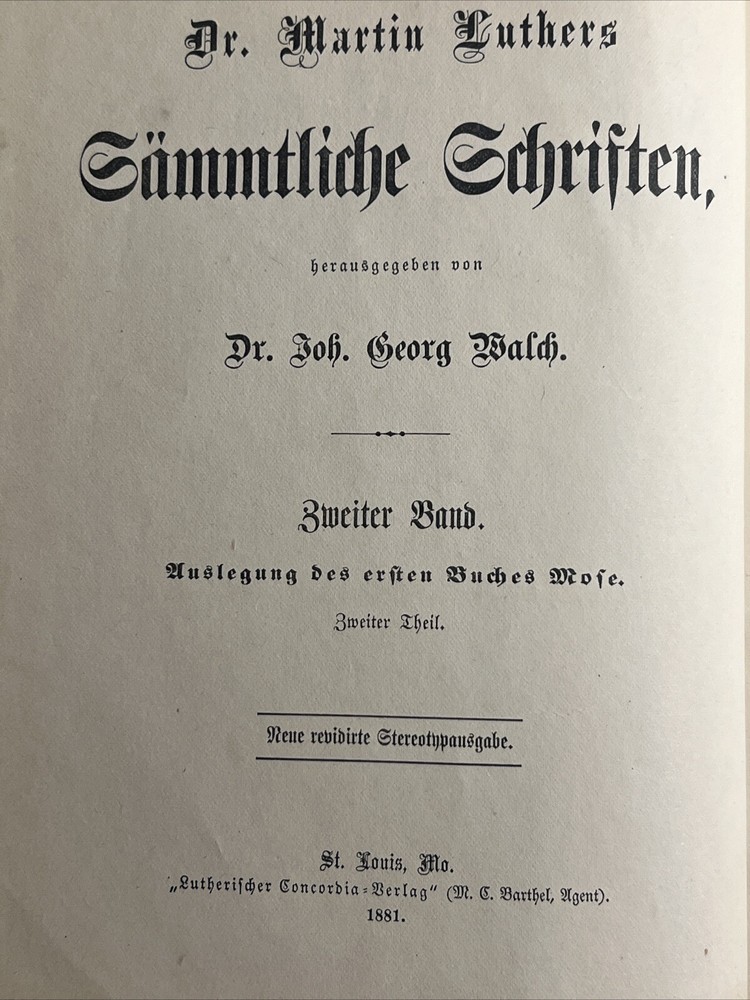 Dr. Martin Luthers
Sämmtliche Schriften,
herausgegeben von
Dr. Joh. Georg Walch.
Zweiter Band.
Auslegung des ersten Buches Mose.
Zweiter Theil.
Neue revidirte Stereotypausgabe.
St. Louis, Mo.
„Lutherischer Concordia-Verlag“ (M. C. Barthel, Agent).
1881.